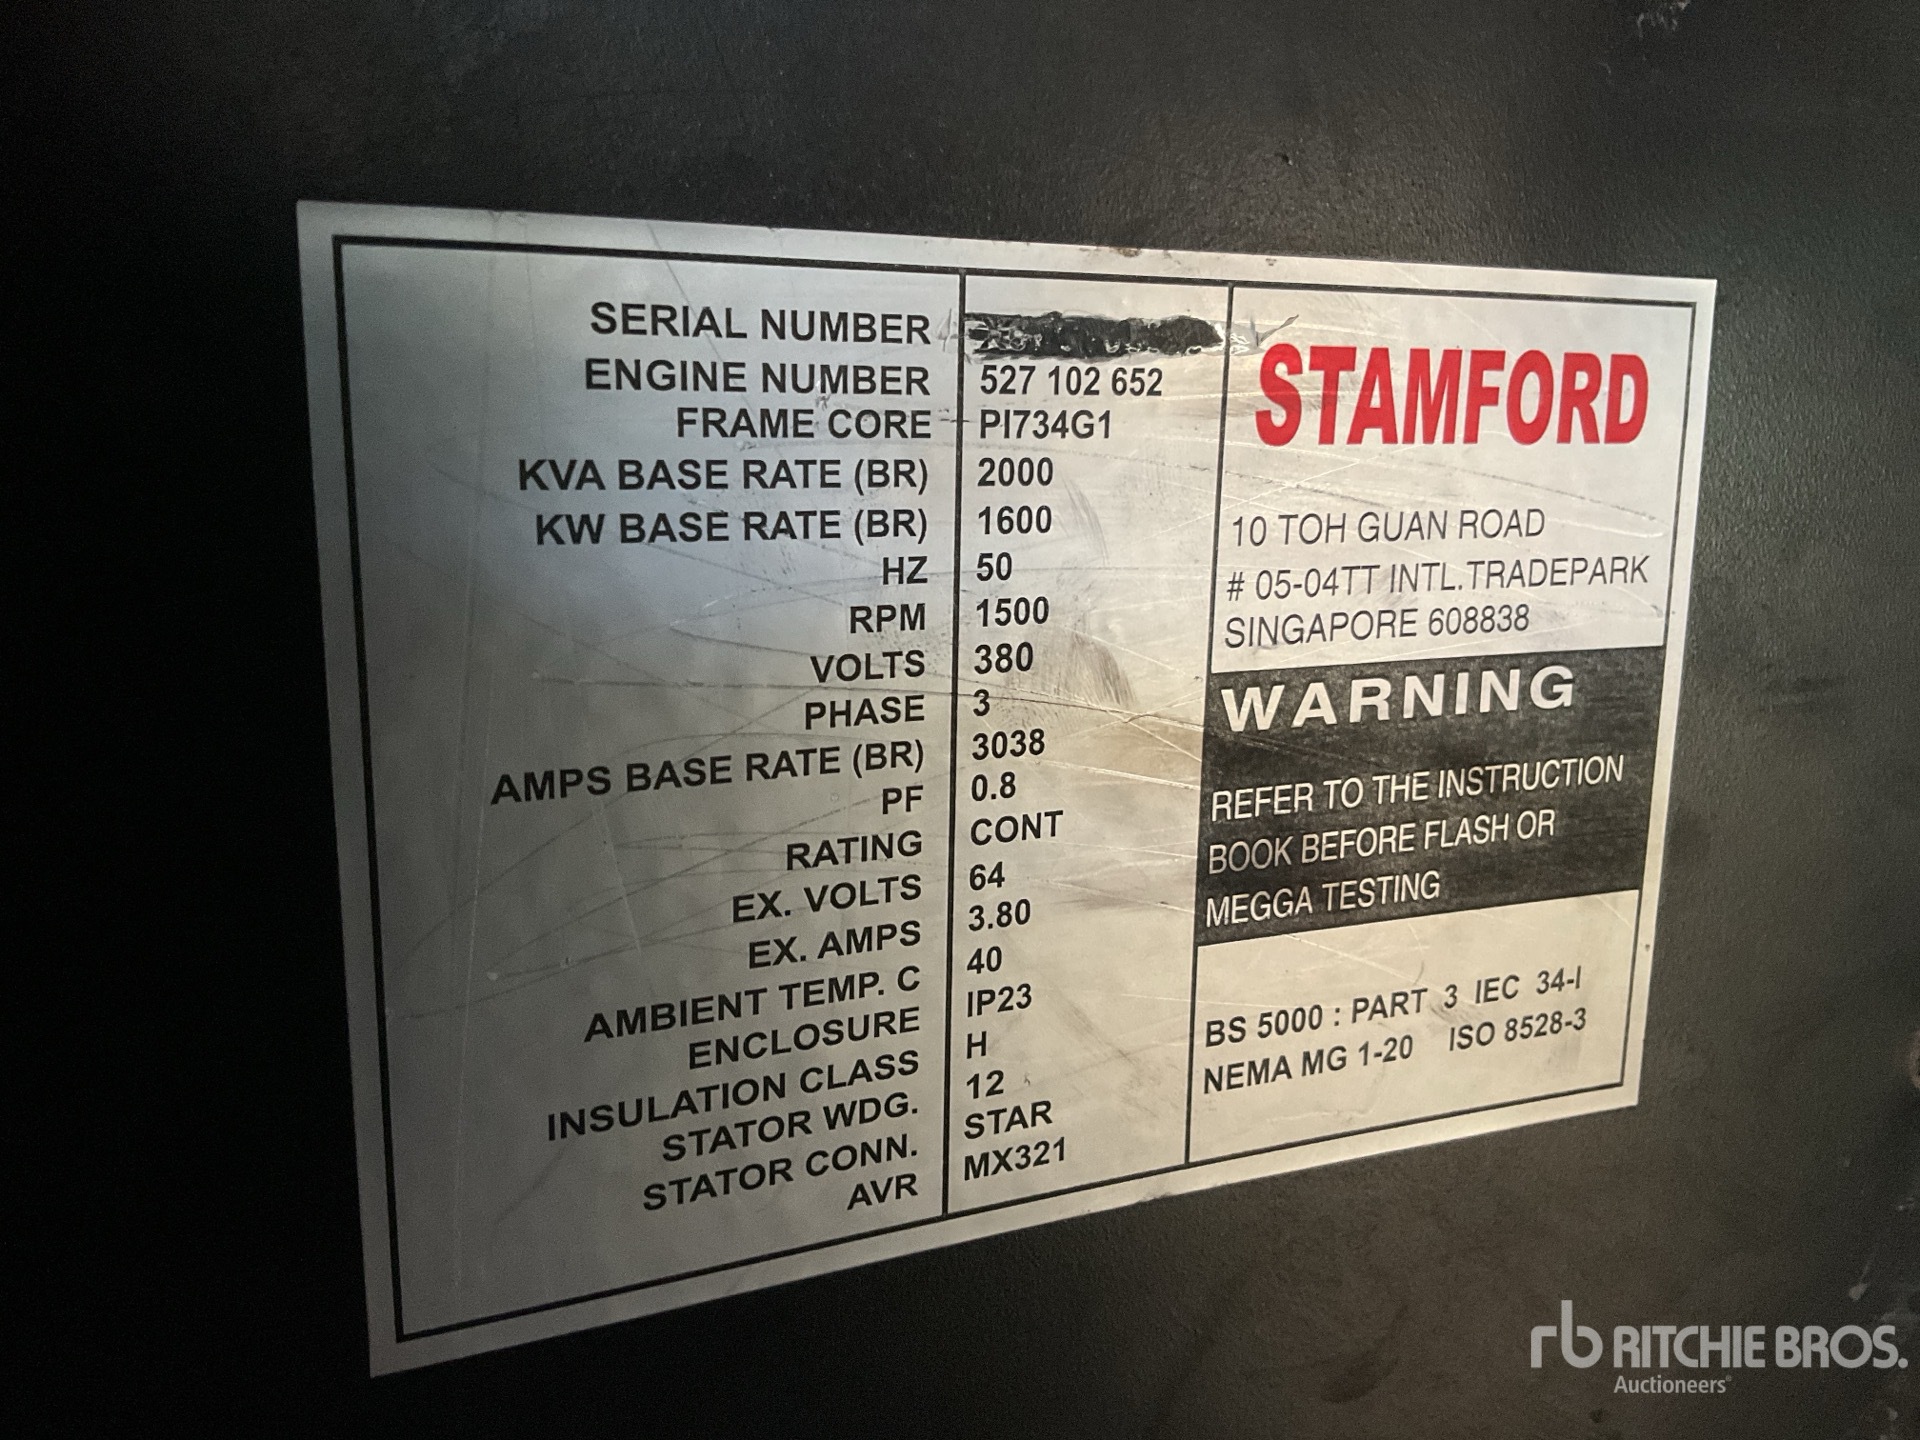 SERIAL NUMBER
ENGINE NUMBER 527 102 652
FRAME CORE PI734G1
KVA BASE RATE (BR) 2000
KW BASE RATE (BR) 1600
HZ 50
RPM 1500
VOLTS 380
PHASE 3
AMPS BASE RATE (BR) 3038
PF 0.8
RATING CONT
EX. VOLTS 64
EX. AMPS 3.80
AMBIENT TEMP. C 40
ENCLOSURE IP23
INSULATION CLASS H
STATOR WDG. 12
STATOR CONN. STAR
AVR MX321
STAMFORD
10 TOH GUAN ROAD
# 05-04TT INTL.TRADEPARK
SINGAPORE 608838
WARNING
REFER TO THE INSTRUCTION
BOOK BEFORE FLASH OR
MEGGA TESTING
BS 5000 : PART 3 IEC 34-I
NEMA MG 1-20 ISO 8528-3
rb RITCHIE BROS.
Auctioneers